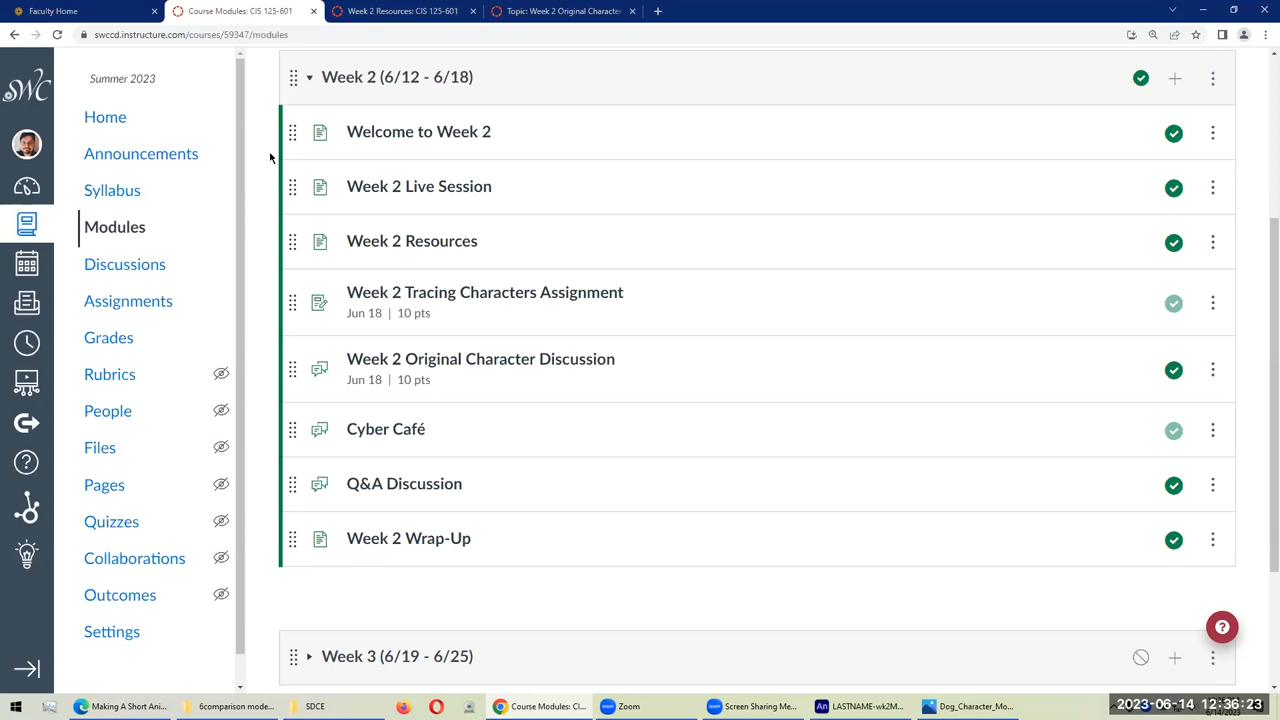 Faculty Home
Course Modules: CIS 125-601
Week 2 Resources: CIS 125-601
Topic: Week 2 Original Character
swccd.instructure.com/courses/59347/modules
SWC
Summer 2023
Home
Announcements
Syllabus
Modules
Discussions
Assignments
Grades
Rubrics
People
Files
Pages
Quizzes
Collaborations
Outcomes
Settings
Week 2 (6/12 - 6/18)
Welcome to Week 2
Week 2 Live Session
Week 2 Resources
Week 2 Tracing Characters Assignment
Jun 18 | 10 pts
Week 2 Original Character Discussion
Jun 18 | 10 pts
Cyber Café
Q&A Discussion
Week 2 Wrap-Up
Week 3 (6/19 - 6/25)
Making A Short Ani...
6comparison mode...
SDCE
Course Modules: CI...
zoom
Zoom
zoom
Screen Sharing Me...
An
LASTNAME-wk2M...
Dog_Character_Mo...
2023-06-14 12:36:23